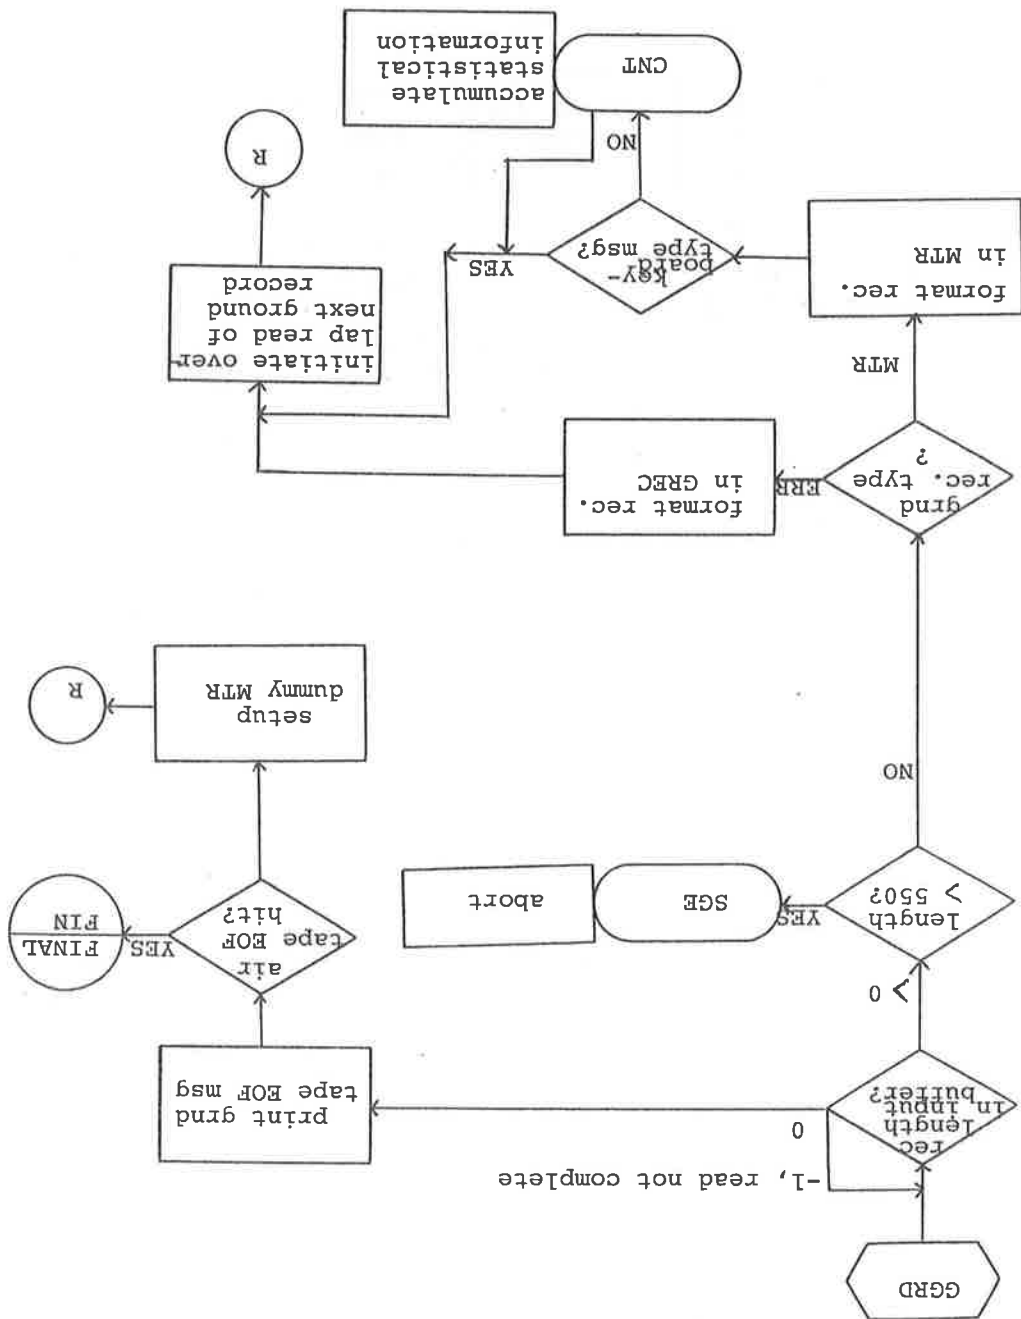 GGRD
-1, read not complete
rec
length
in input
buffer?
0
print grnd
tape EOF msg
> 0
air
tape EOF
hit?
YES
FINAL
FIN
length
> 550?
YES
SGE
abort
NO
setup
dummy MTR
R
grnd
rec. type
?
ERR
format rec.
in GREC
MTR
initiate over-
lap read of
next ground
record
format rec.
in MTR
key-
board
type msg?
YES
NO
R
CNT
accumulate
statistical
information